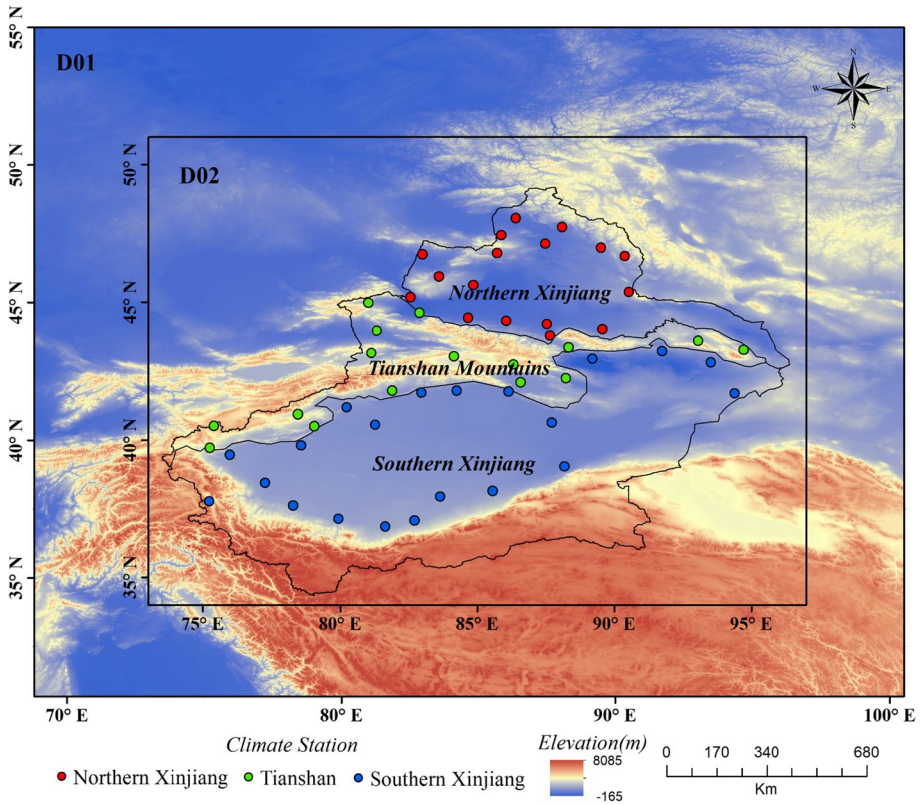 55° N
D01
N
W E
S
50° N
50° N
D02
45° N
45° N
Northern Xinjiang
Tianshan Moumains
40° N
40° N
Southern Xinjiang
35° N
35° N
75° E 80° E 85° E 90° E 95° E
70° E 80° E 90° E 100° E
Climate Station
Northern Xinjiang Tianshan Southern Xinjiang
Elevation(m)
8085
-165
0 170 340 680
Km